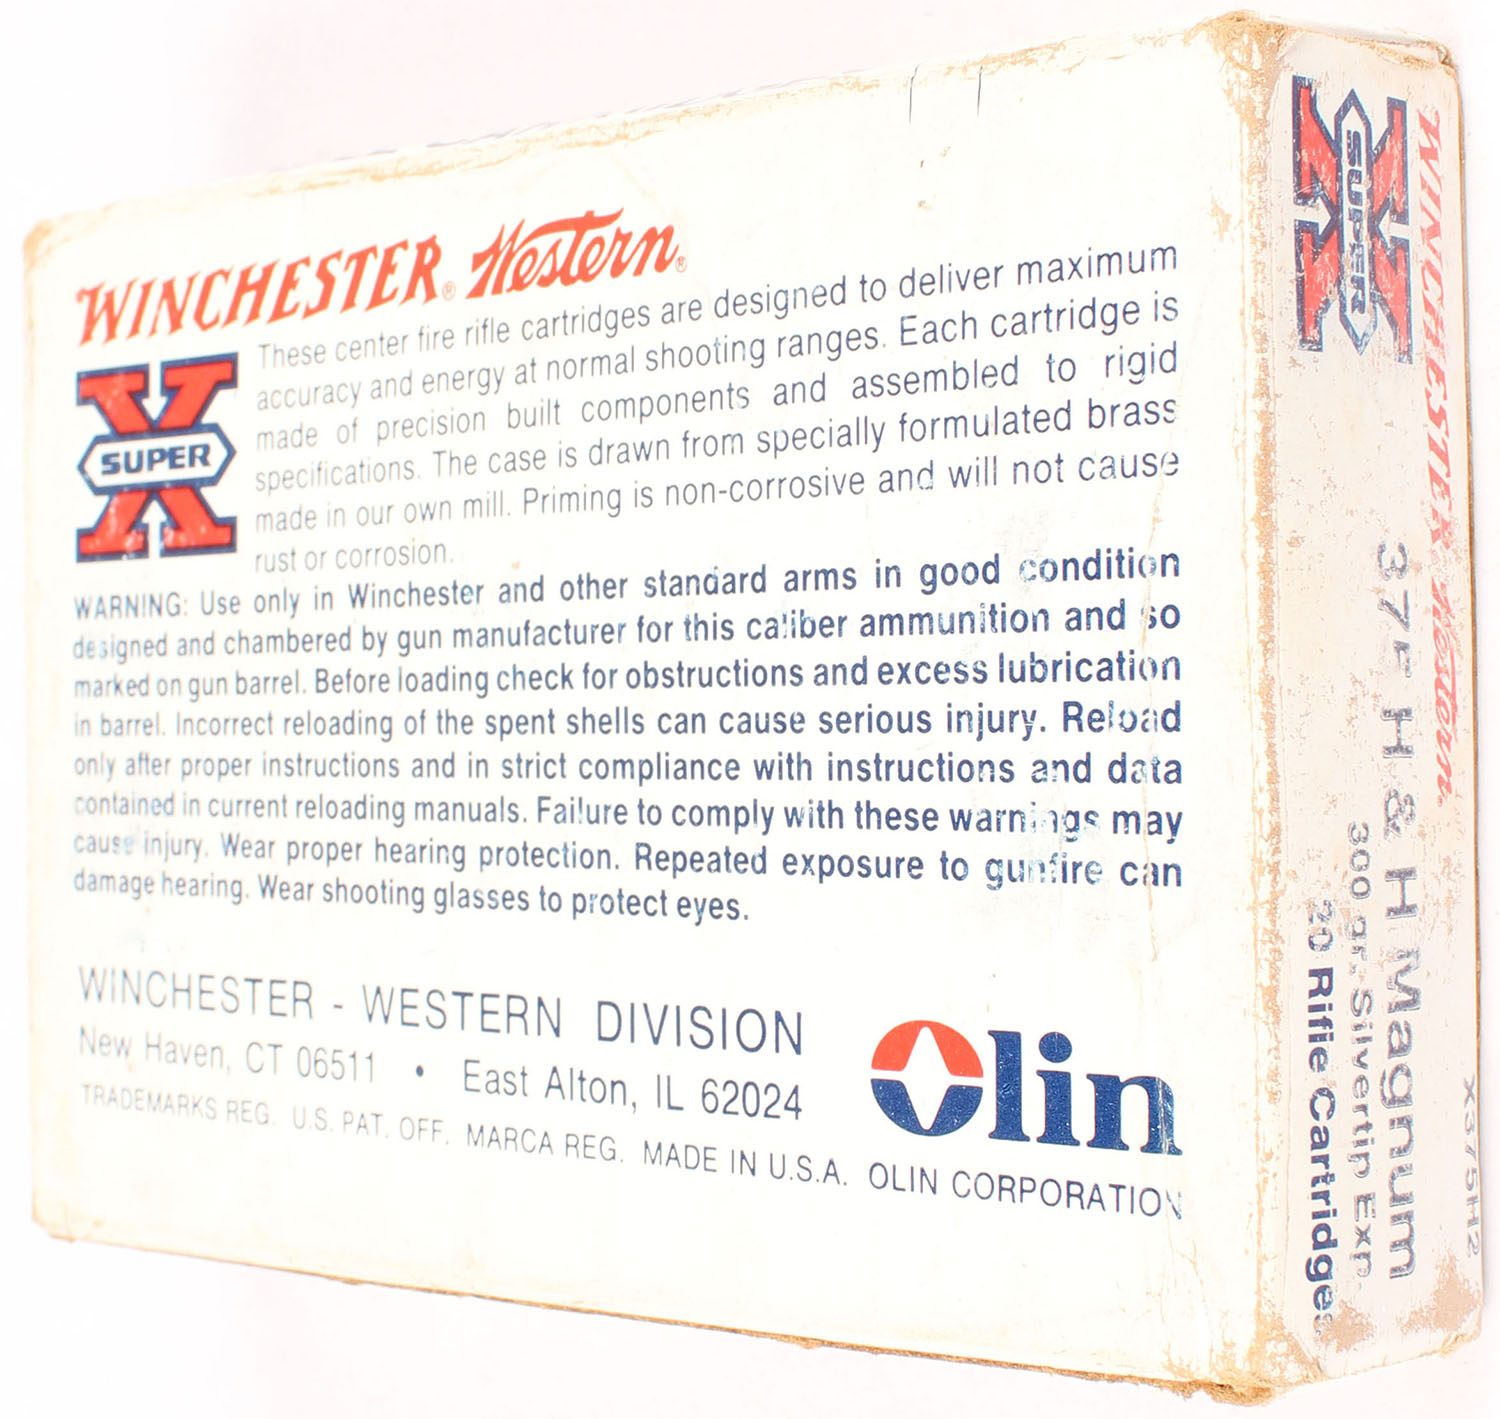 WINCHESTER® Western®
X
SUPER
These center fire rifle cartridges are designed to deliver maximum
accuracy and energy at normal shooting ranges. Each cartridge is
made of precision built components and assembled to rigid
specifications. The case is drawn from specially formulated brass
made in our own mill. Priming is non-corrosive and will not cause
rust or corrosion.
WARNING: Use only in Winchester and other standard arms in good condition
designed and chambered by gun manufacturer for this caliber ammunition and so
marked on gun barrel. Before loading check for obstructions and excess lubrication
in barrel. Incorrect reloading of the spent shells can cause serious injury. Reload
only after proper instructions and in strict compliance with instructions and data
contained in current reloading manuals. Failure to comply with these warnings may
cause injury. Wear proper hearing protection. Repeated exposure to gunfire can
damage hearing. Wear shooting glasses to protect eyes.
WINCHESTER - WESTERN DIVISION
New Haven, CT 06511 • East Alton, IL 62024
Olin
TRADEMARKS REG. U.S. PAT. OFF. MARCA REG. MADE IN U.S.A. OLIN CORPORATION
WINCHESTER Western
X
SUPER
375 H & H Magnum
300 gr. Silvertip Exp.
20 Rifle Cartridges
X375H2